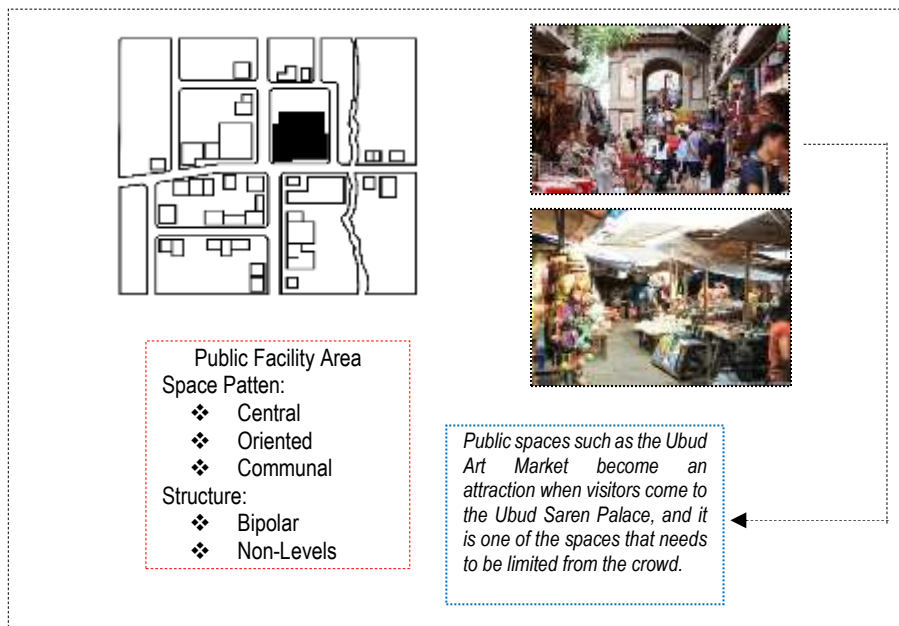 Public Facility Area
Space Patten:
❖ Central
❖ Oriented
❖ Communal
Structure:
❖ Bipolar
❖ Non-Levels
Public spaces such as the Ubud
Art Market become an
attraction when visitors come to
the Ubud Saren Palace, and it
is one of the spaces that needs
to be limited from the crowd.